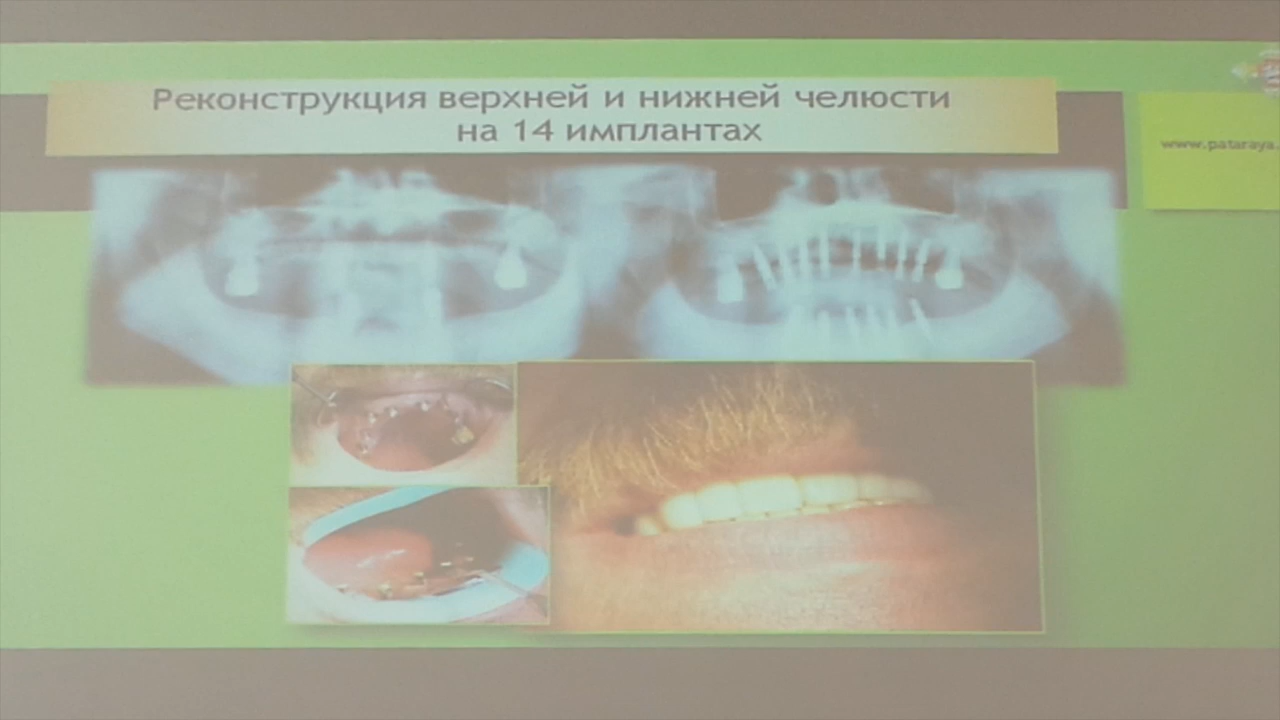 Реконструкция верхней и нижней челюсти
на 14 имплантах
www.pataraya.